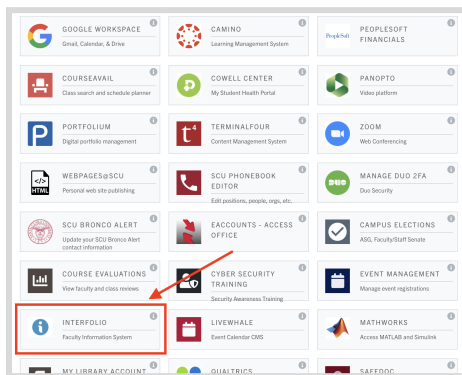 GOOGLE WORKSPACE
Gmail, Calendar, & Drive
CAMINO
Learning Management System
PeopleSoft
PEOPLESOFT
FINANCIALS
COURSEAVAIL
Class search and schedule planner
COWELL CENTER
My Student Health Portal
PANOPTO
Video platform
PORTFOLIUM
Digital portfolio management
t4
TERMINALFOUR
Content Management System
ZOOM
Web Conferencing
</>
HTML
WEBPAGES@SCU
Personal web site publishing
SCU PHONEBOOK
EDITOR
Edit positions, people, orgs, etc.
DUO
MANAGE DUO 2FA
Duo Security
SCU BRONCO ALERT
Update your SCU Bronco Alert
contact information
EACCOUNTS - ACCESS
OFFICE
CAMPUS ELECTIONS
ASG, Faculty/Staff Senate
COURSE EVALUATIONS
View faculty and class reviews
CYBER SECURITY
TRAINING
Security Awareness Training
EVENT MANAGEMENT
Manage event registrations
INTERFOLIO
Faculty Information System
LIVEWHALE
Event Calendar CMS
MATHWORKS
Access MATLAB and Simulink
MY LIBRARY ACCOUNT
QUALTRICS
SAFEDOC